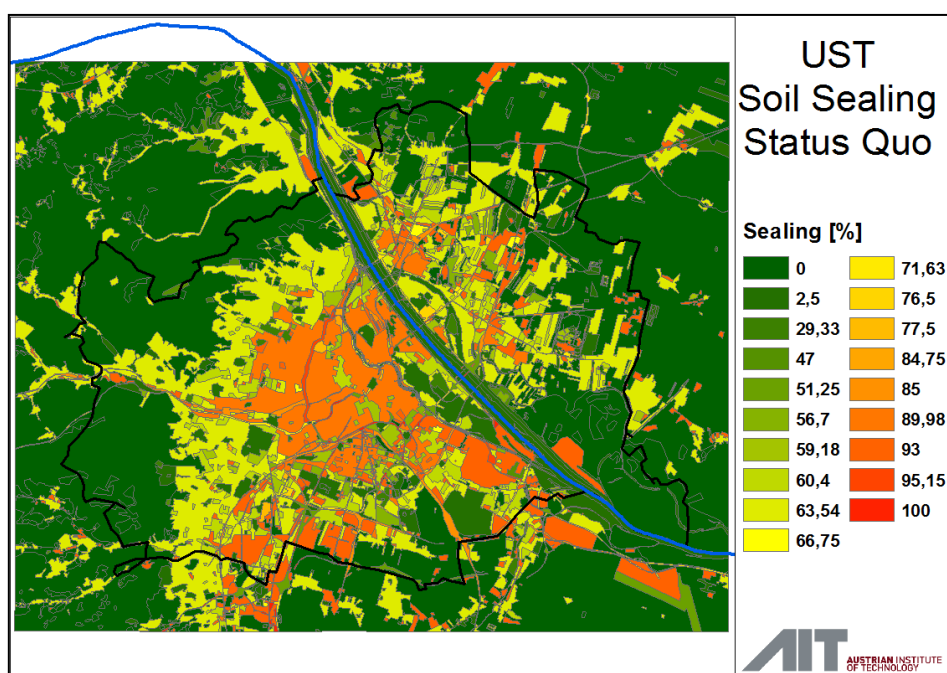 UST
Soil Sealing
Status Quo
Sealing [%]
0
2,5
29,33
47
51,25
56,7
59,18
60,4
63,54
66,75
71,63
76,5
77,5
84,75
85
89,98
93
95,15
100
AIT
AUSTRIAN INSTITUTE
OF TECHNOLOGY